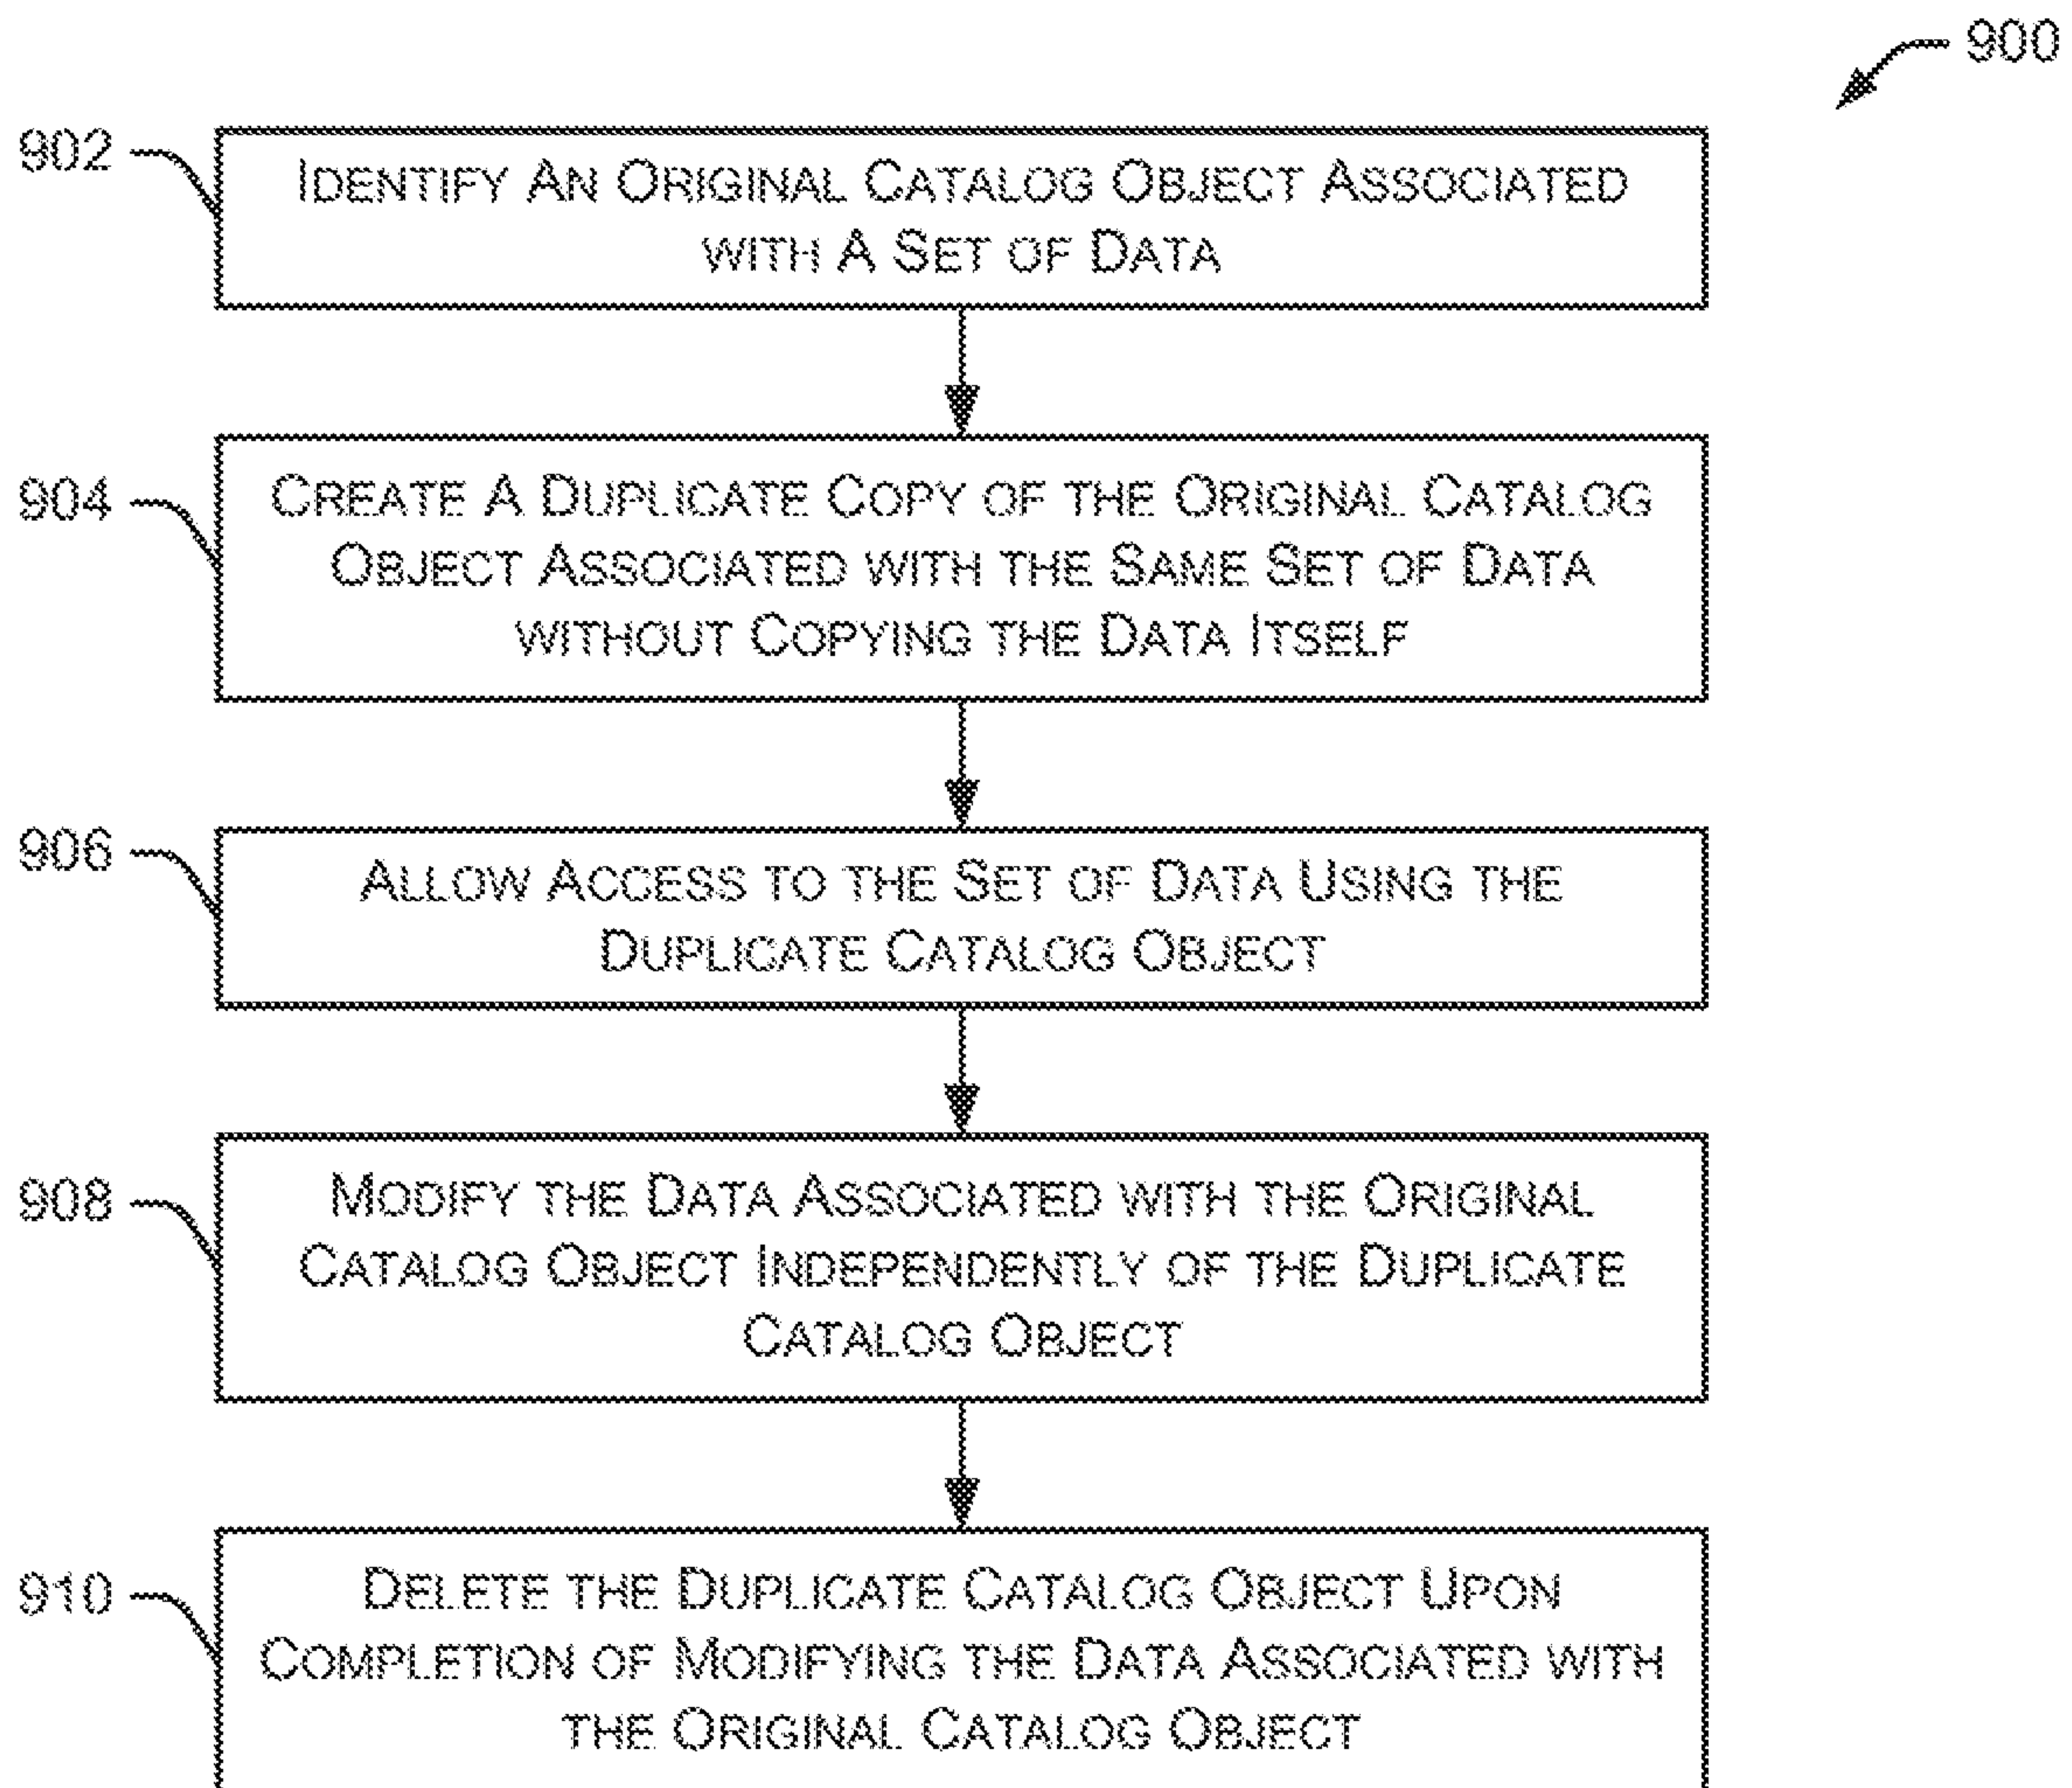 900
902
IDENTIFY AN ORIGINAL CATALOG OBJECT ASSOCIATED
WITH A SET OF DATA
904
CREATE A DUPLICATE COPY OF THE ORIGINAL CATALOG
OBJECT ASSOCIATED WITH THE SAME SET OF DATA
WITHOUT COPYING THE DATA ITSELF
906
ALLOW ACCESS TO THE SET OF DATA USING THE
DUPLICATE CATALOG OBJECT
908
MODIFY THE DATA ASSOCIATED WITH THE ORIGINAL
CATALOG OBJECT INDEPENDENTLY OF THE DUPLICATE
CATALOG OBJECT
910
DELETE THE DUPLICATE CATALOG OBJECT UPON
COMPLETION OF MODIFYING THE DATA ASSOCIATED WITH
THE ORIGINAL CATALOG OBJECT